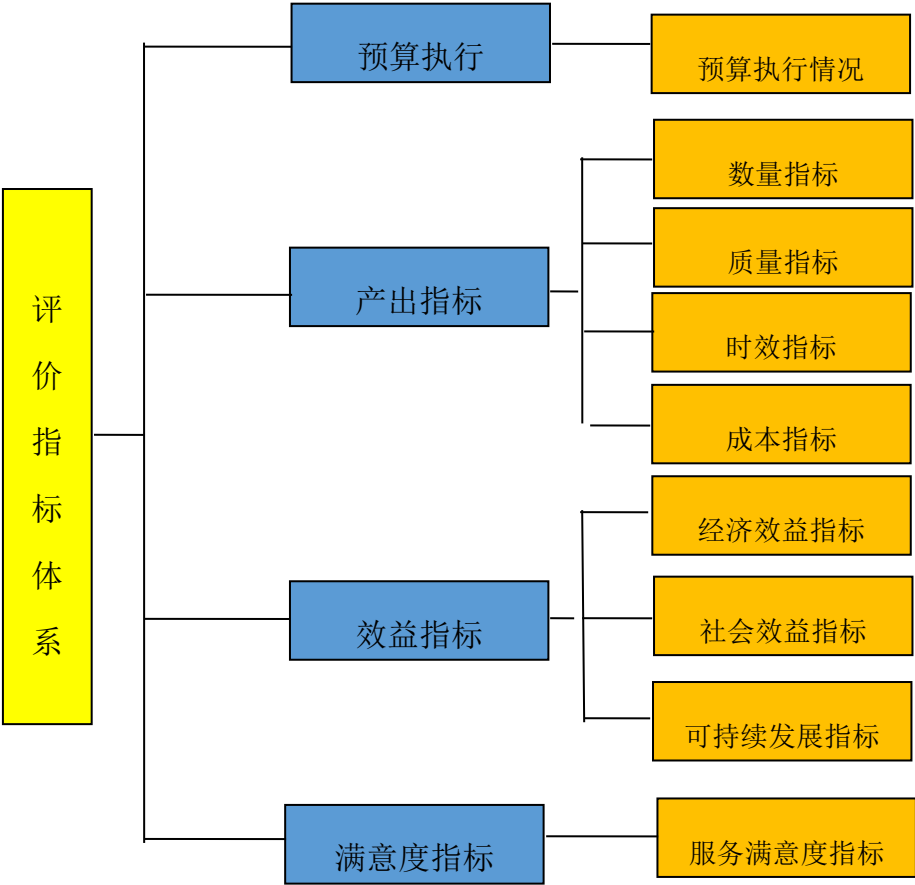 评价指标体系
预算执行
预算执行情况
产出指标
数量指标
质量指标
时效指标
成本指标
效益指标
经济效益指标
社会效益指标
可持续发展指标
满意度指标
服务满意度指标